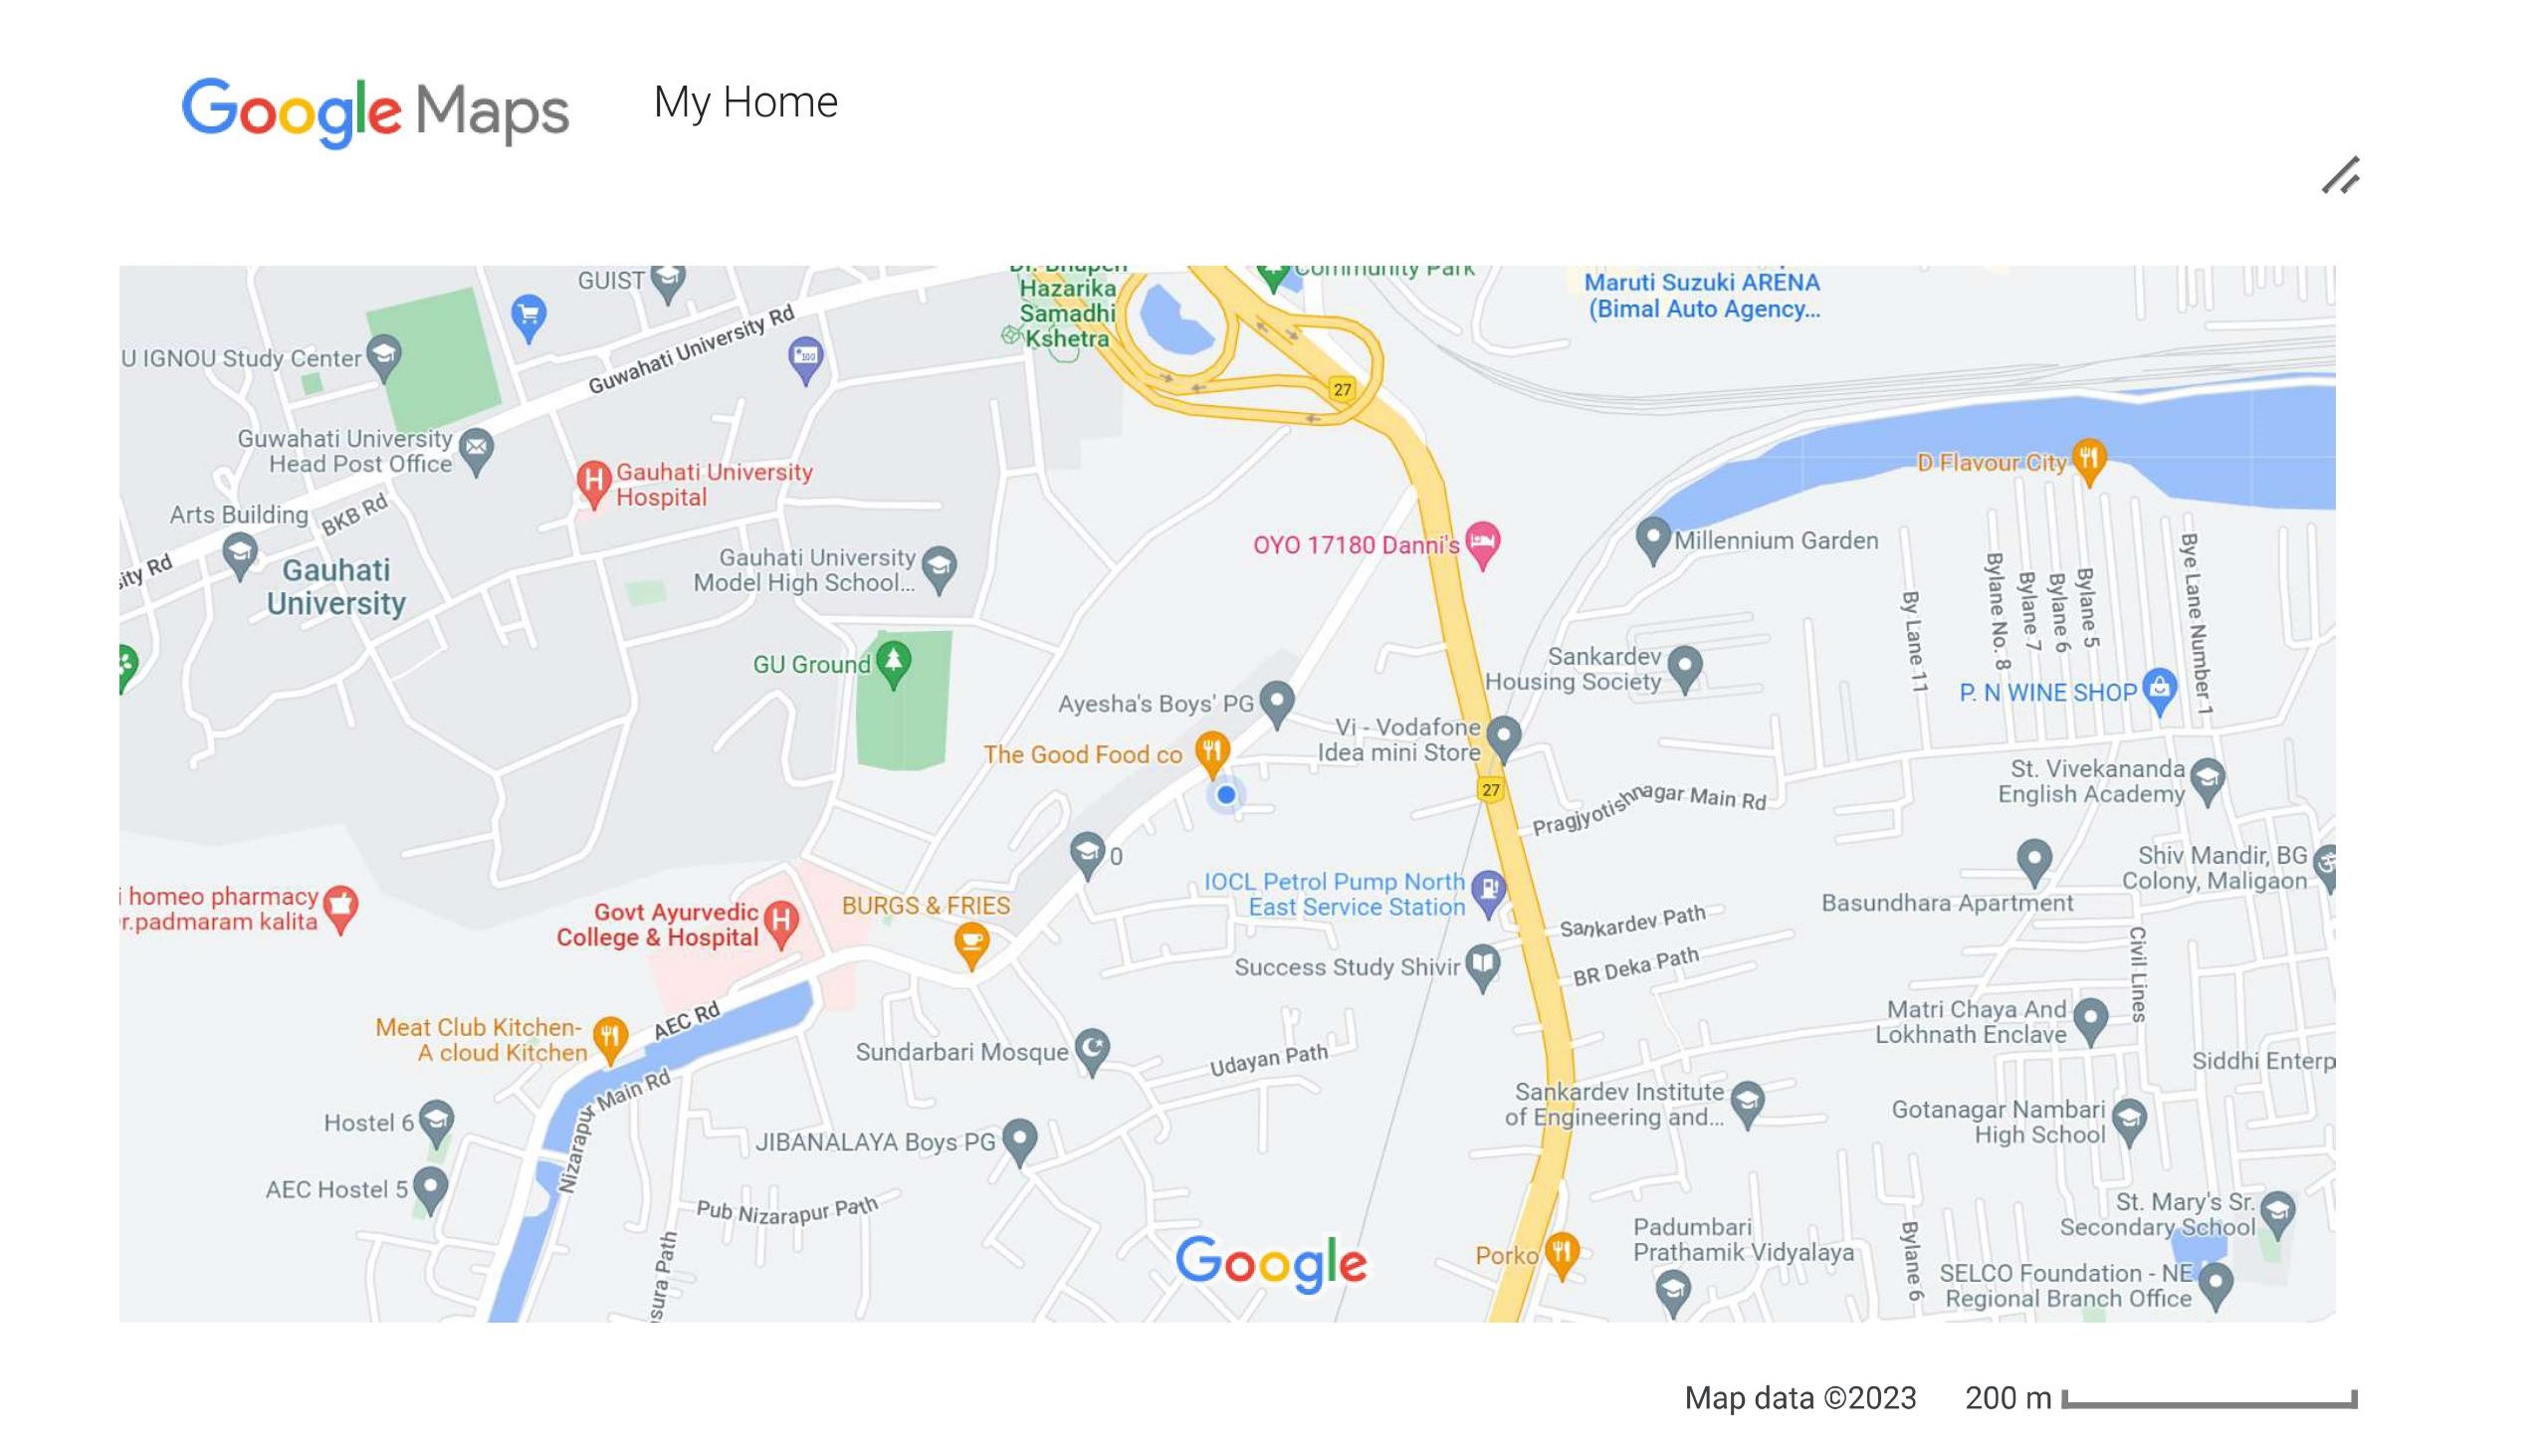 Google Maps
My Home
GUIST
Dr. Bhupen
Hazarika
Samadhi
Kshetra
Community Park
Maruti Suzuki ARENA
(Bimal Auto Agency...
Guwahati University Rd
100
U IGNOU Study Center
27
Guwahati University
Head Post Office
Gauhati University
Hospital
D Flavour City
Arts Building
BKB Rd
sity Rd
Gauhati
University
Gauhati University
Model High School...
OYO 17180 Danni's
Millennium Garden
By Lane 11
Bylane No. 8
Bylane 7
Bylane 6
Bylane 5
Bye Lane Number 1
GU Ground
Sankardev
Housing Society
Ayesha's Boys' PG
P. N WINE SHOP
Vi - Vodafone
Idea mini Store
The Good Food co
27
Pragjyotishnagar Main Rd
St. Vivekananda
English Academy
0
Shiv Mandir, BG
Colony, Maligaon
IOCL Petrol Pump North
East Service Station
i homeo pharmacy
r.padmaram kalita
BURGS & FRIES
Govt Ayurvedic
College & Hospital
Basundhara Apartment
Sankardev Path
Civil Lines
Success Study Shivir
BR Deka Path
Meat Club Kitchen-
A cloud Kitchen
AEC Rd
Matri Chaya And
Lokhnath Enclave
Sundarbari Mosque
Udayan Path
Siddhi Enterp
Nizarapur Main Rd
Sankardev Institute
of Engineering and...
Hostel 6
Gotanagar Nambari
High School
JIBANALAYA Boys PG
AEC Hostel 5
Pub Nizarapur Path
St. Mary's Sr.
Secondary School
sura Path
Google
Porko
Padumbari
Prathamik Vidyalaya
Bylane 6
SELCO Foundation - NE
Regional Branch Office
Map data ©2023 200 m